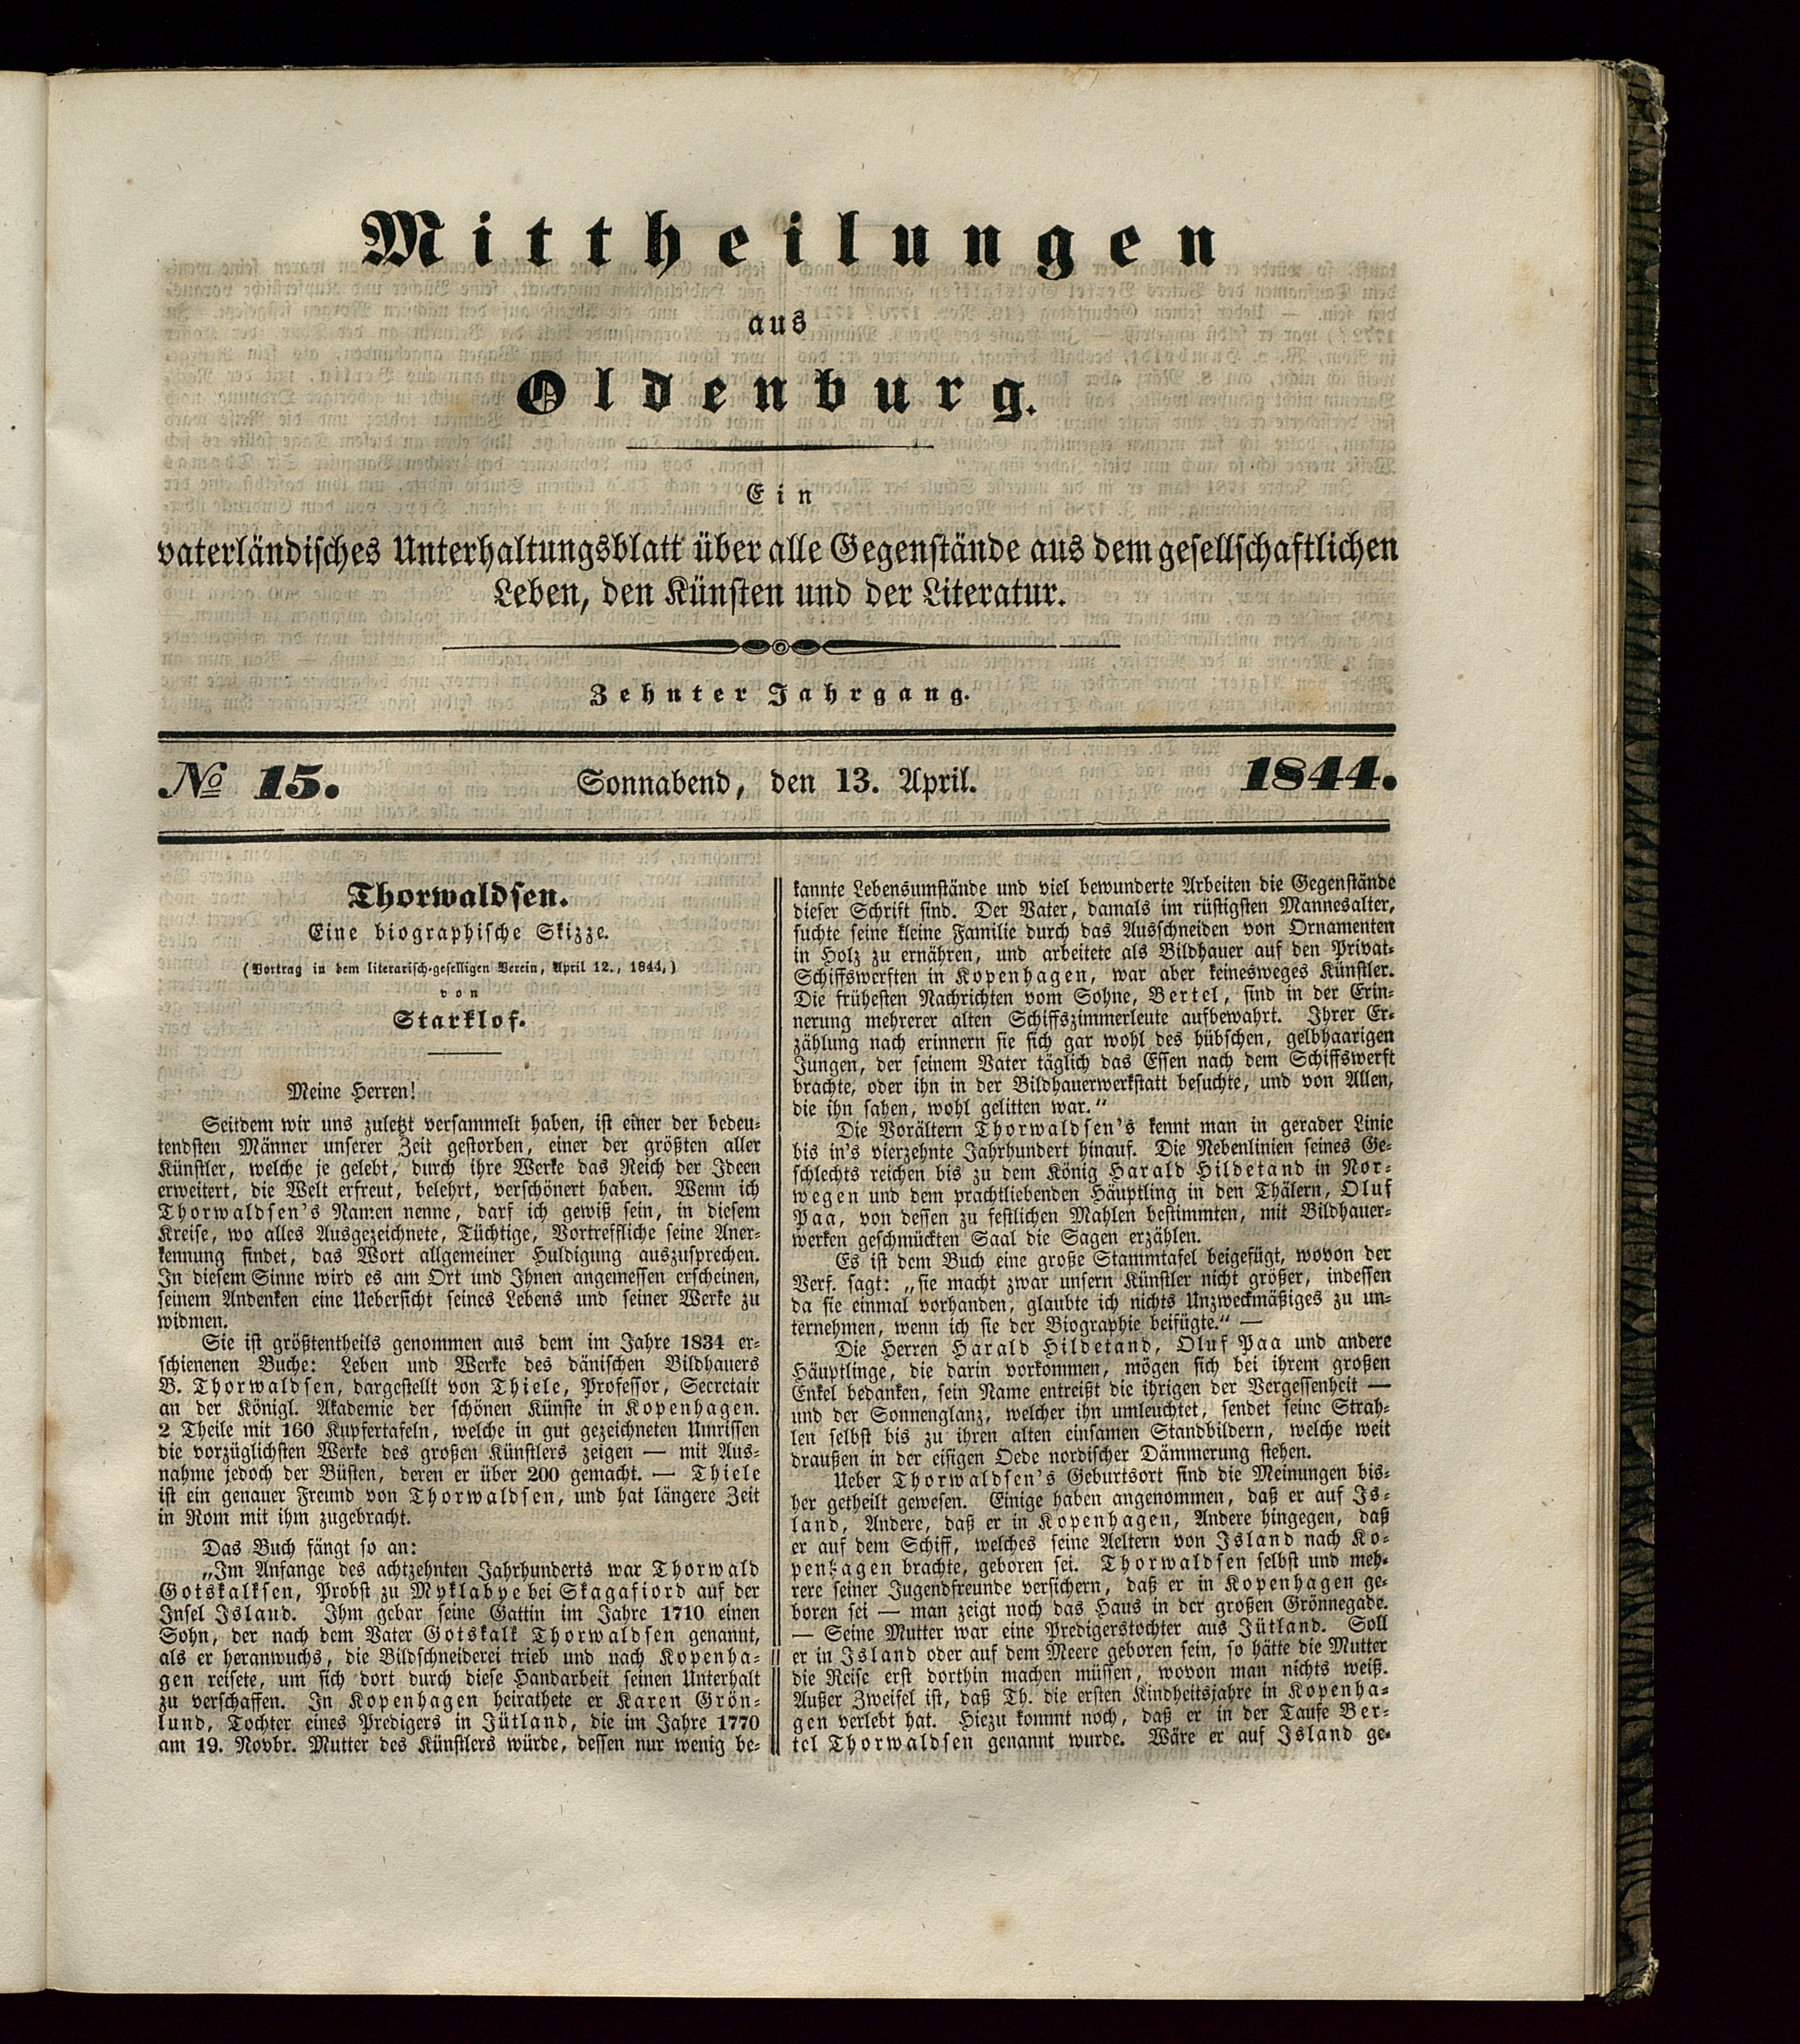 Mittheilungen
aus
Oldenburg.
Ein
vaterländisches Unterhaltungsblatt über alle Gegenstände aus dem gesellschaftlichen
Leben, den Künsten und der Literatur.
Zehnter Jahrgang.
№ 15. Sonnabend, den 13. April. 1844.
Thorwaldsen.
Eine biographische Skizze.
(Vortrag in dem literarisch-geselligen Verein, April 12., 1844,)
von
Starklof.
Meine Herren!
Seitdem wir uns zuletzt versammelt haben, ist einer der bedeu-
tendsten Männer unserer Zeit gestorben, einer der größten aller
Künstler, welche je gelebt, durch ihre Werke das Reich der Ideen
erweitert, die Welt erfreut, belehrt, verschönert haben. Wenn ich
Thorwaldsen's Namen nenne, darf ich gewiß sein, in diesem
Kreise, wo alles Ausgezeichnete, Tüchtige, Vortreffliche seine Aner-
kennung findet, das Wort allgemeiner Huldigung auszusprechen.
In diesem Sinne wird es am Ort und Ihnen angemessen erscheinen,
seinem Andenken eine Uebersicht seines Lebens und seiner Werke zu
widmen.
Sie ist größtentheils genommen aus dem im Jahre 1834 er-
schienenen Buche: Leben und Werke des dänischen Bildhauers
B. Thorwaldsen, dargestellt von Thiele, Professor, Secretair
an der Königl. Akademie der schönen Künste in Kopenhagen.
2 Theile mit 160 Kupfertafeln, welche in gut gezeichneten Umrissen
die vorzüglichsten Werke des großen Künstlers zeigen — mit Aus-
nahme jedoch der Büsten, deren er über 200 gemacht. — Thiele
ist ein genauer Freund von Thorwaldsen, und hat längere Zeit
in Rom mit ihm zugebracht.
Das Buch fängt so an:
„Im Anfange des achtzehnten Jahrhunderts war Thorwald
Gotskalksen, Probst zu Myklabye bei Skagafiord auf der
Insel Island. Ihm gebar seine Gattin im Jahre 1710 einen
Sohn, der nach dem Vater Gotskalk Thorwaldsen genannt,
als er heranwuchs, die Bildschneiderei trieb und nach Kopenha-
gen reisete, um sich dort durch diese Handarbeit seinen Unterhalt
zu verschaffen. In Kopenhagen heirathete er Karen Grön-
lund, Tochter eines Predigers in Jütland, die im Jahre 1770
am 19. Novbr. Mutter des Künstlers würde, dessen nur wenig be-
kannte Lebensumstände und viel bewunderte Arbeiten die Gegenstände
dieser Schrift sind. Der Vater, damals im rüstigsten Mannesalter,
suchte seine kleine Familie durch das Ausschneiden von Ornamenten
in Holz zu ernähren, und arbeitete als Bildhauer auf den Privat-
Schiffswerften in Kopenhagen, war aber keinesweges Künstler.
Die frühesten Nachrichten vom Sohne, Bertel, sind in der Erin-
nerung mehrerer alten Schiffszimmerleute aufbewahrt. Ihrer Er-
zählung nach erinnern sie sich gar wohl des hübschen, gelbhaarigen
Jungen, der seinem Vater täglich das Essen nach dem Schiffswerft
brachte, oder ihn in der Bildhauerwerkstatt besuchte, und von Allen,
die ihn sahen, wohl gelitten war."
Die Vorältern Thorwaldsen's kennt man in gerader Linie
bis in's vierzehnte Jahrhundert hinauf. Die Nebenlinien seines Ge-
schlechts reichen bis zu dem König Harald Hildetand in Nor-
wegen und dem prachtliebenden Häuptling in den Thälern, Oluf
Paa, von dessen zu festlichen Mahlen bestimmten, mit Bildhauer-
werken geschmückten Saal die Sagen erzählen.
Es ist dem Buch eine große Stammtafel beigefügt, wovon der
Verf. sagt: „sie macht zwar unsern Künstler nicht größer, indessen
da sie einmal vorhanden, glaubte ich nichts Unzweckmäßiges zu un-
ternehmen, wenn ich sie der Biographie beifügte." —
Die Herren Harald Hildetand, Oluf Paa und andere
Häuptlinge, die darin vorkommen, mögen sich bei ihrem großen
Enkel bedanken, sein Name entreißt die ihrigen der Vergessenheit —
und der Sonnenglanz, welcher ihn umleuchtet, sendet seine Strah-
len selbst bis zu ihren alten einsamen Standbildern, welche weit
draußen in der eisigen Oede nordischer Dämmerung stehen.
Ueber Thorwaldsen's Geburtsort sind die Meinungen bis-
her getheilt gewesen. Einige haben angenommen, daß er auf Is-
land, Andere, daß er in Kopenhagen, Andere hingegen, daß
er auf dem Schiff, welches seine Aeltern von Island nach Ko-
penhagen brachte, geboren sei. Thorwaldsen selbst und meh-
rere seiner Jugendfreunde versichern, daß er in Kopenhagen ge-
boren sei — man zeigt noch das Haus in der großen Grönnegade.
— Seine Mutter war eine Predigerstochter aus Jütland. Soll
er in Island oder auf dem Meere geboren sein, so hätte die Mutter
die Reise erst dorthin machen müssen, wovon man nichts weiß.
Außer Zweifel ist, daß Th. die ersten Kindheitsjahre in Kopenha-
gen verlebt hat. Hiezu kommt noch, daß er in der Taufe Ber-
tel Thorwaldsen genannt wurde. Wäre er auf Island ge-